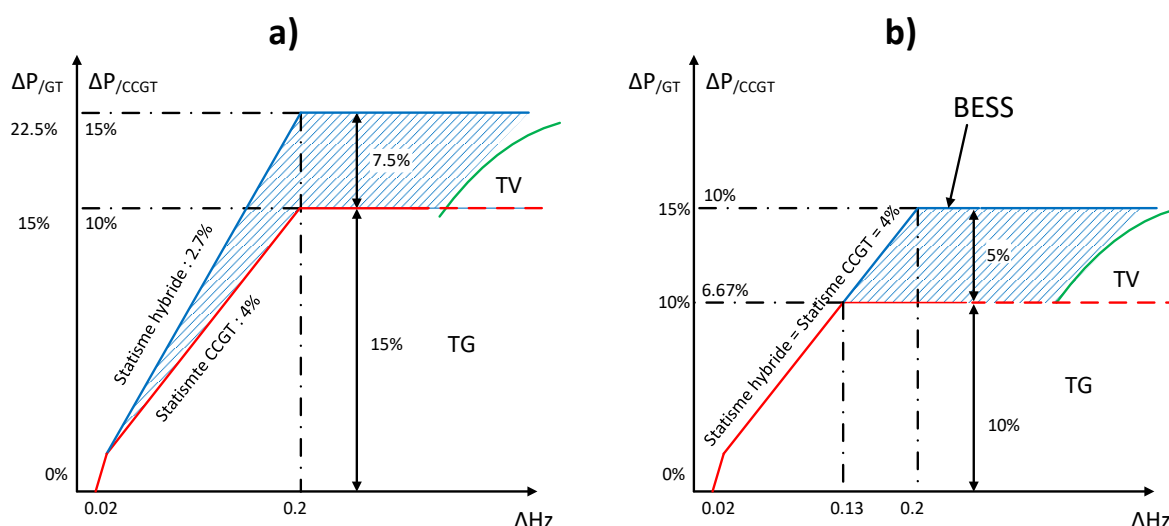 a)
ΔP/GT
ΔP/CCGT
22.5%
15%
7.5%
TV
15%
10%
Statisme hybride : 2.7%
Statismte CCGT : 4%
15%
TG
0%
0.02
0.2
ΔHz
b)
ΔP/GT
ΔP/CCGT
BESS
10%
15%
5%
TV
6.67%
10%
Statisme hybride = Statisme CCGT = 4%
TG
10%
0%
0.02
0.13
0.2
ΔHz